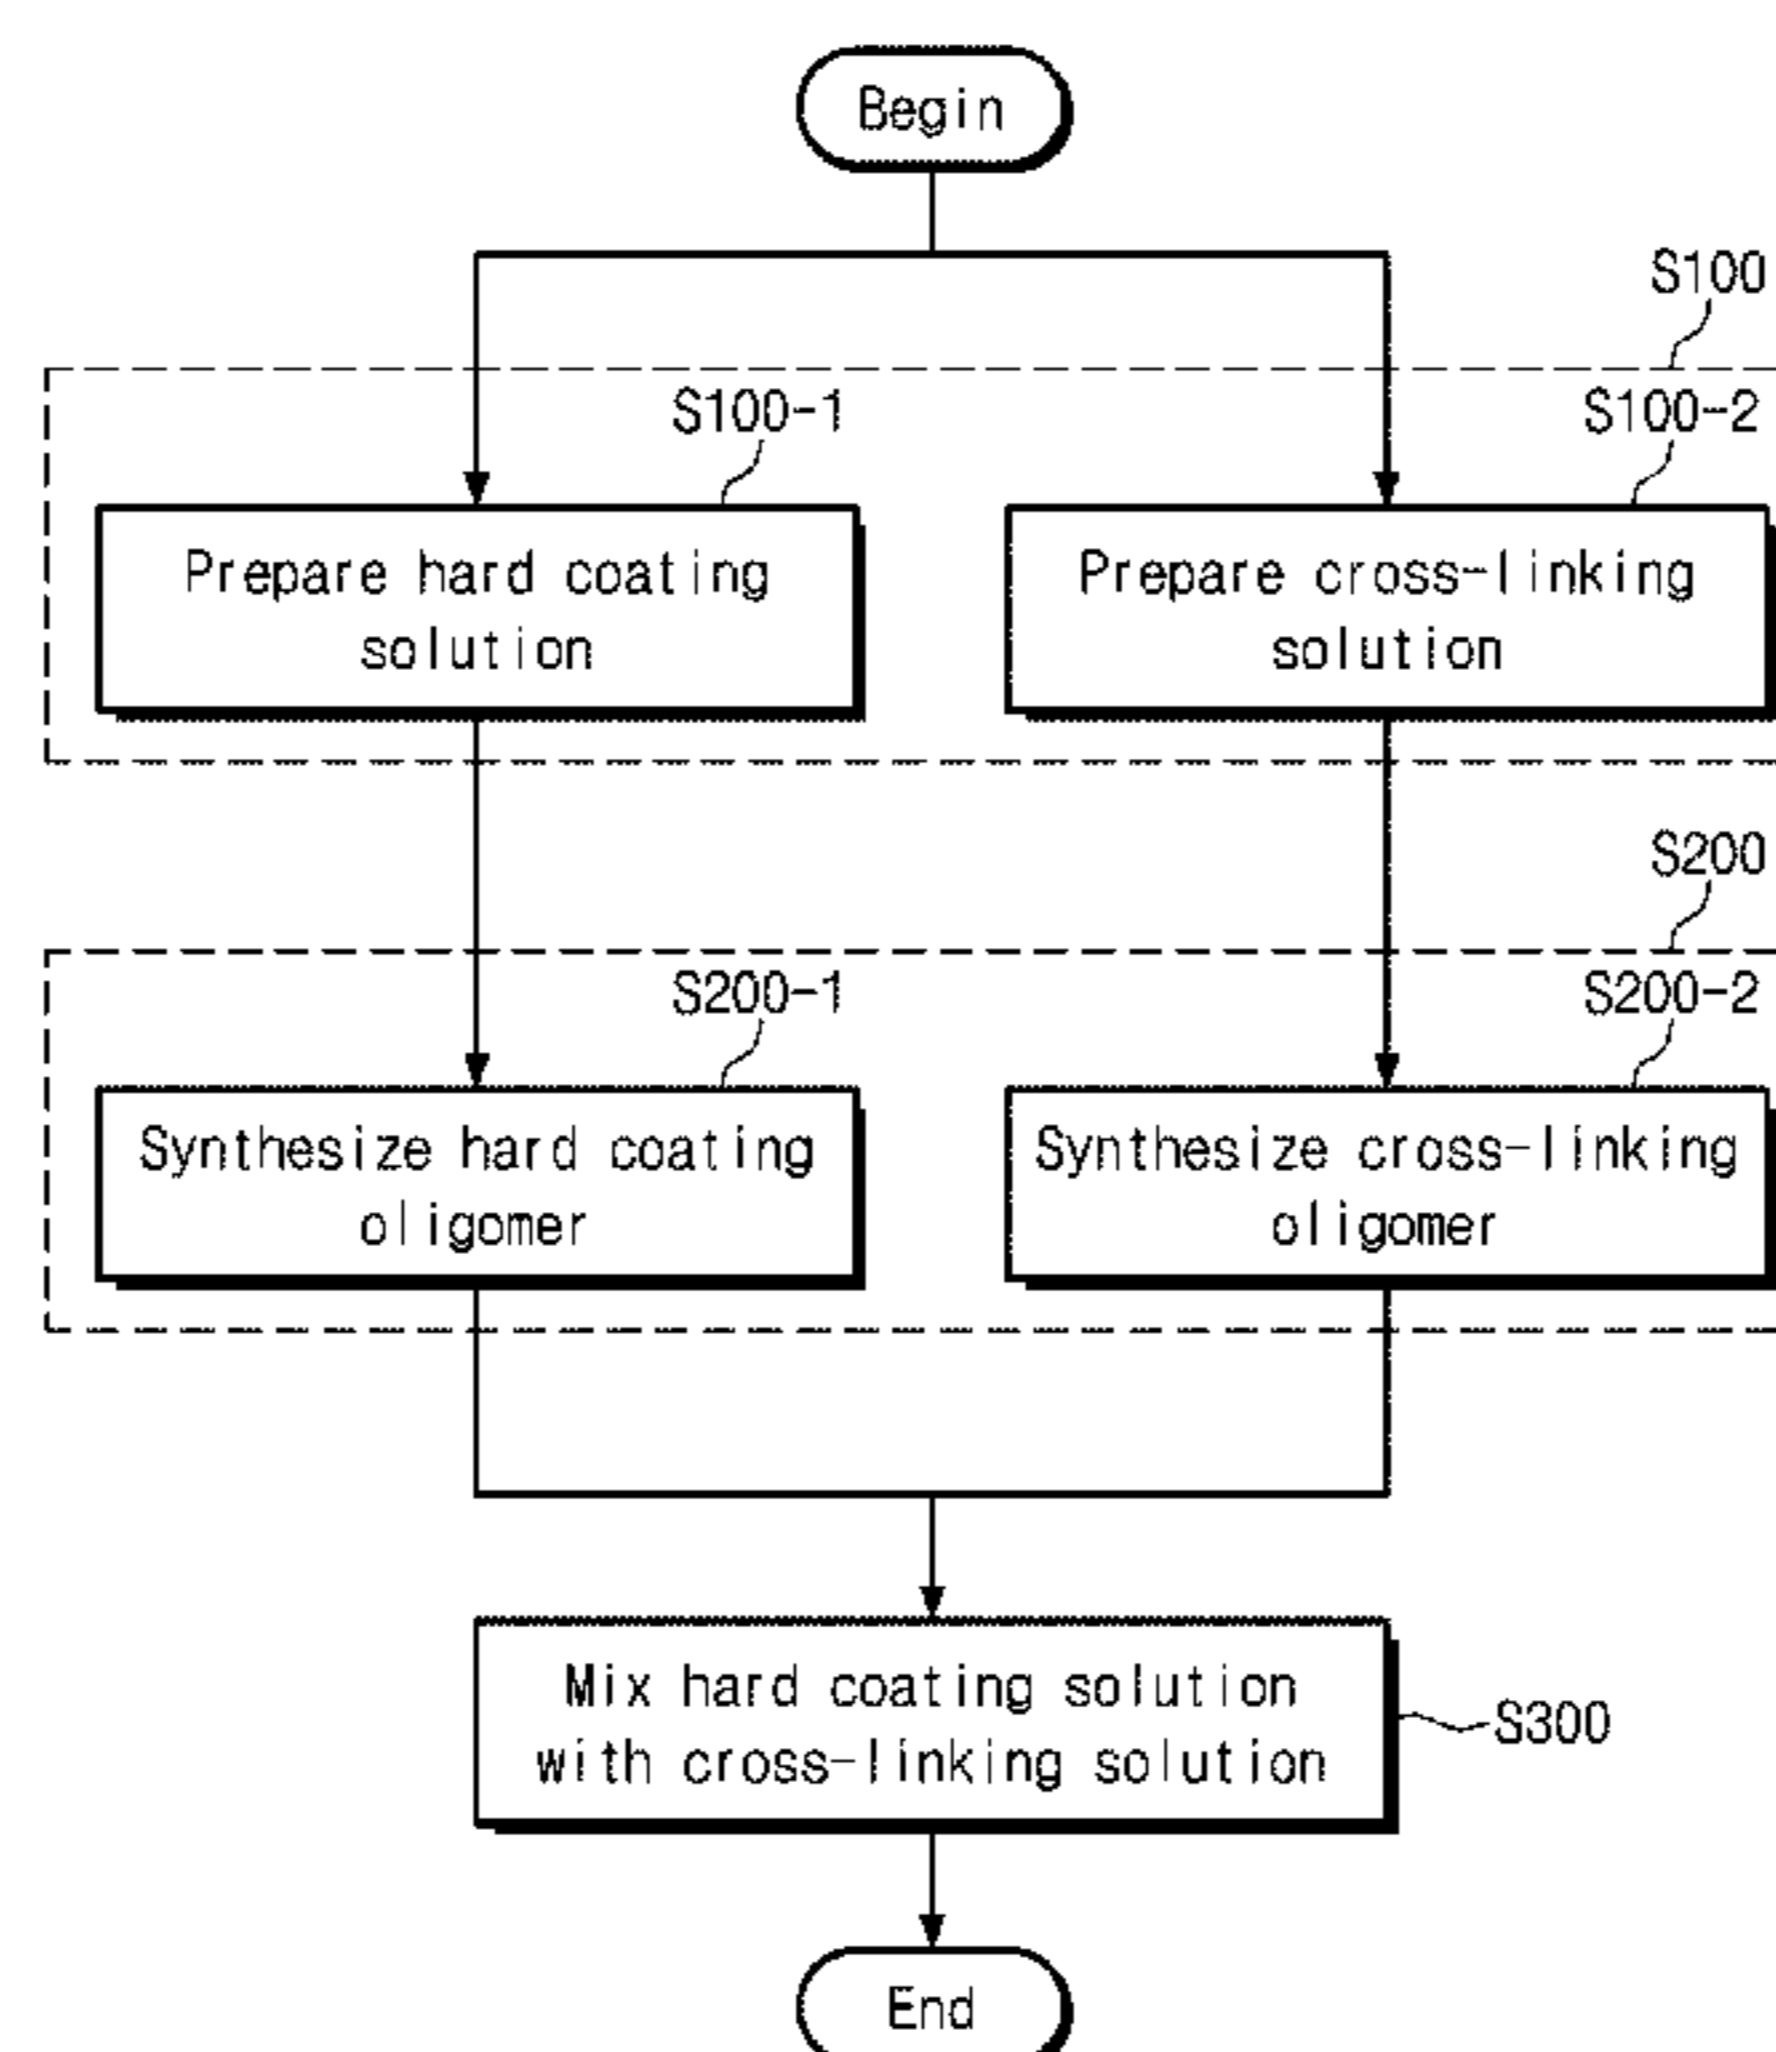 Begin
S100
S100-1
S100-2
Prepare hard coating
solution
Prepare cross-linking
solution
S200
S200-1
S200-2
Synthesize hard coating
oligomer
Synthesize cross-linking
oligomer
Mix hard coating solution
with cross-linking solution
S300
End